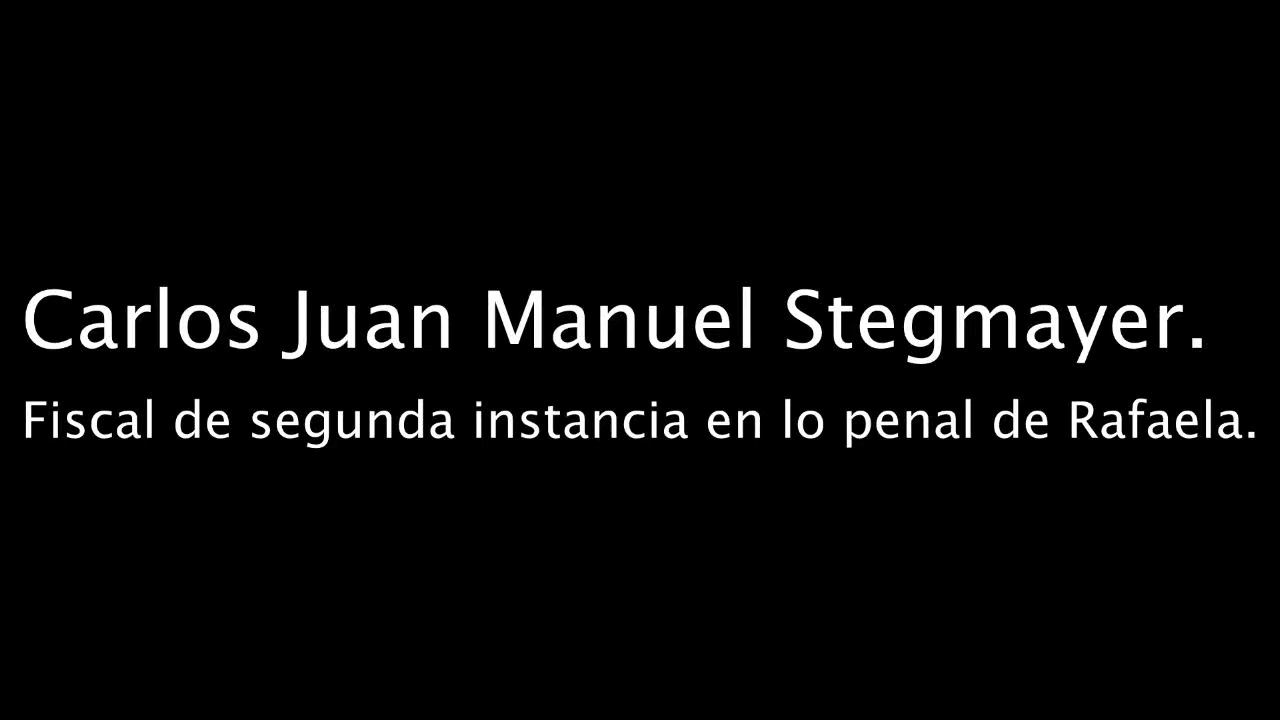 Carlos Juan Manuel Stegmayer.
Fiscal de segunda instancia en lo penal de Rafaela.